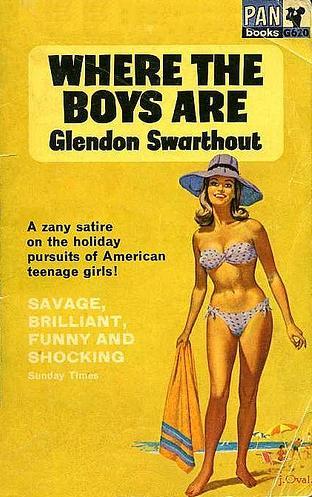 PAN
books G620
WHERE THE
BOYS ARE
Glendon Swarthout
A zany satire
on the holiday
pursuits of American
teenage girls!
SAVAGE,
BRILLIANT,
FUNNY AND
SHOCKING
Sunday Times
j.Oval.